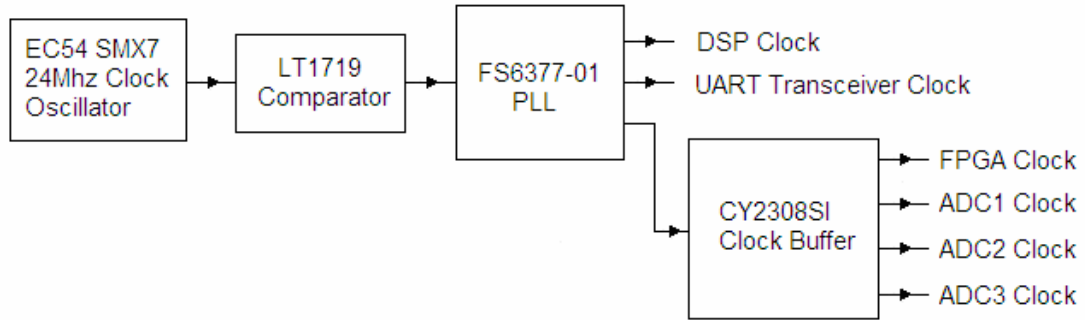 EC54 SMX7
24Mhz Clock
Oscillator
LT1719
Comparator
FS6377-01
PLL
DSP Clock
UART Transceiver Clock
CY2308SI
Clock Buffer
FPGA Clock
ADC1 Clock
ADC2 Clock
ADC3 Clock